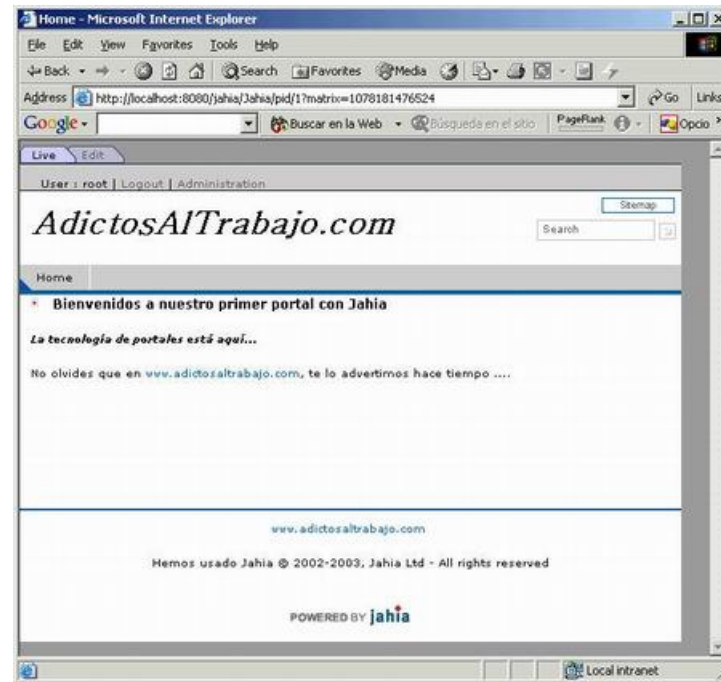 Home - Microsoft Internet Explorer
File Edit View Favorites Tools Help
Back Search Favorites Media
Address http://localhost:8080/jahia/Jahia/pid/1?matrix=1078181476524 Go Links
Google Buscar en la Web Búsqueda en el sitio PageRank Opcio
Live Edit
User : root | Logout | Administration
Sitemap
AdictosAlTrabajo.com
Search
Home
Bienvenidos a nuestro primer portal con Jahia
La tecnología de portales está aquí...
No olvides que en www.adictosaltrabajo.com, te lo advertimos hace tiempo ....
www.adictosaltrabajo.com
Hemos usado Jahia © 2002-2003, Jahia Ltd - All rights reserved
POWERED BY jahia
Local intranet